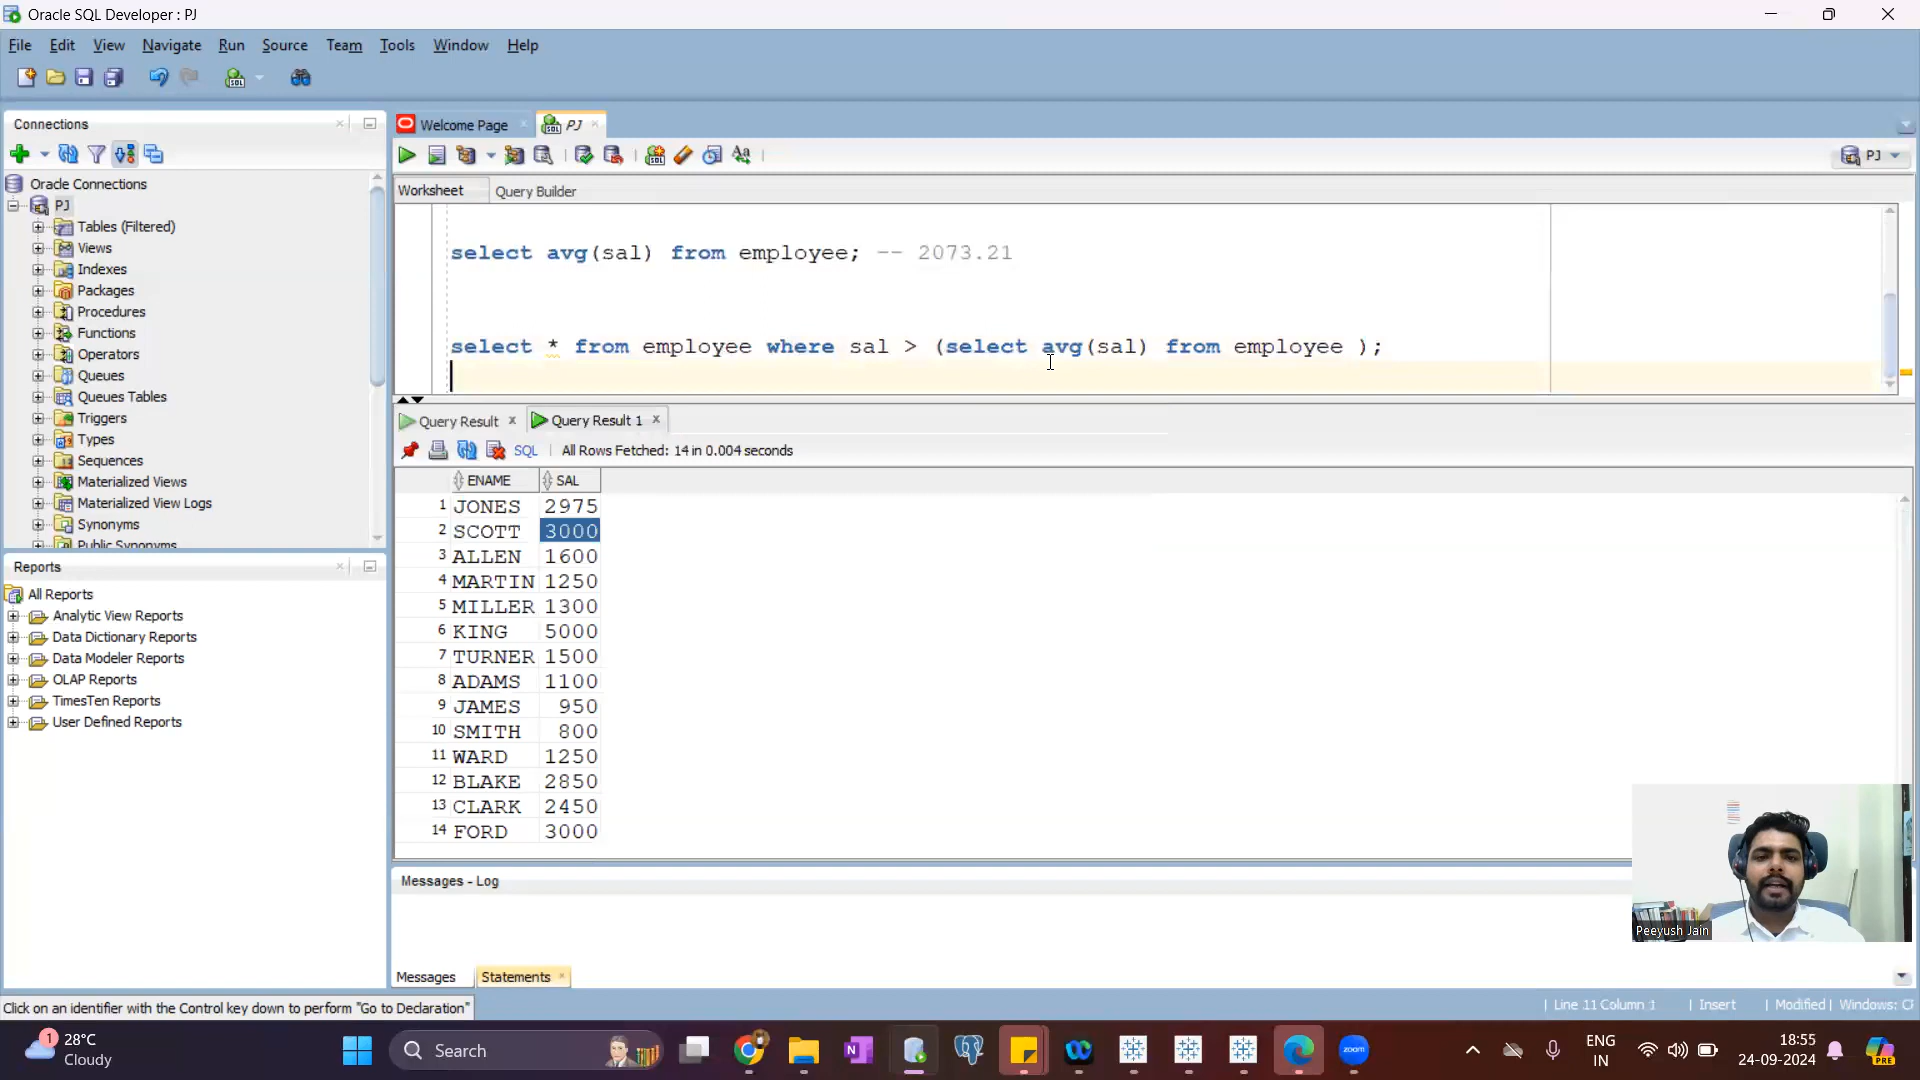 Oracle SQL Developer : PJ
File Edit View Navigate Run Source Team Tools Window Help
Connections
Welcome Page
PJ
PJ
Worksheet
Query Builder
Oracle Connections
PJ
Tables (Filtered)
Views
Indexes
Packages
Procedures
Functions
Operators
Queues
Queues Tables
Triggers
Types
Sequences
Materialized Views
Materialized View Logs
Synonyms
Public Synonyms
select avg(sal) from employee; -- 2073.21
select * from employee where sal > (select avg(sal) from employee );
Query Result
Query Result 1
SQL
All Rows Fetched: 14 in 0.004 seconds
ENAME SAL
1 JONES 2975
2 SCOTT 3000
3 ALLEN 1600
4 MARTIN 1250
5 MILLER 1300
6 KING 5000
7 TURNER 1500
8 ADAMS 1100
9 JAMES 950
10 SMITH 800
11 WARD 1250
12 BLAKE 2850
13 CLARK 2450
14 FORD 3000
Reports
All Reports
Analytic View Reports
Data Dictionary Reports
Data Modeler Reports
OLAP Reports
TimesTen Reports
User Defined Reports
Messages - Log
Messages
Statements
Peeyush Jain
Click on an identifier with the Control key down to perform "Go to Declaration"
Line 11 Column 1
Insert
Modified
Windows: C
1
28°C
Cloudy
Search
zoom
ENG
IN
18:55
24-09-2024
PRE